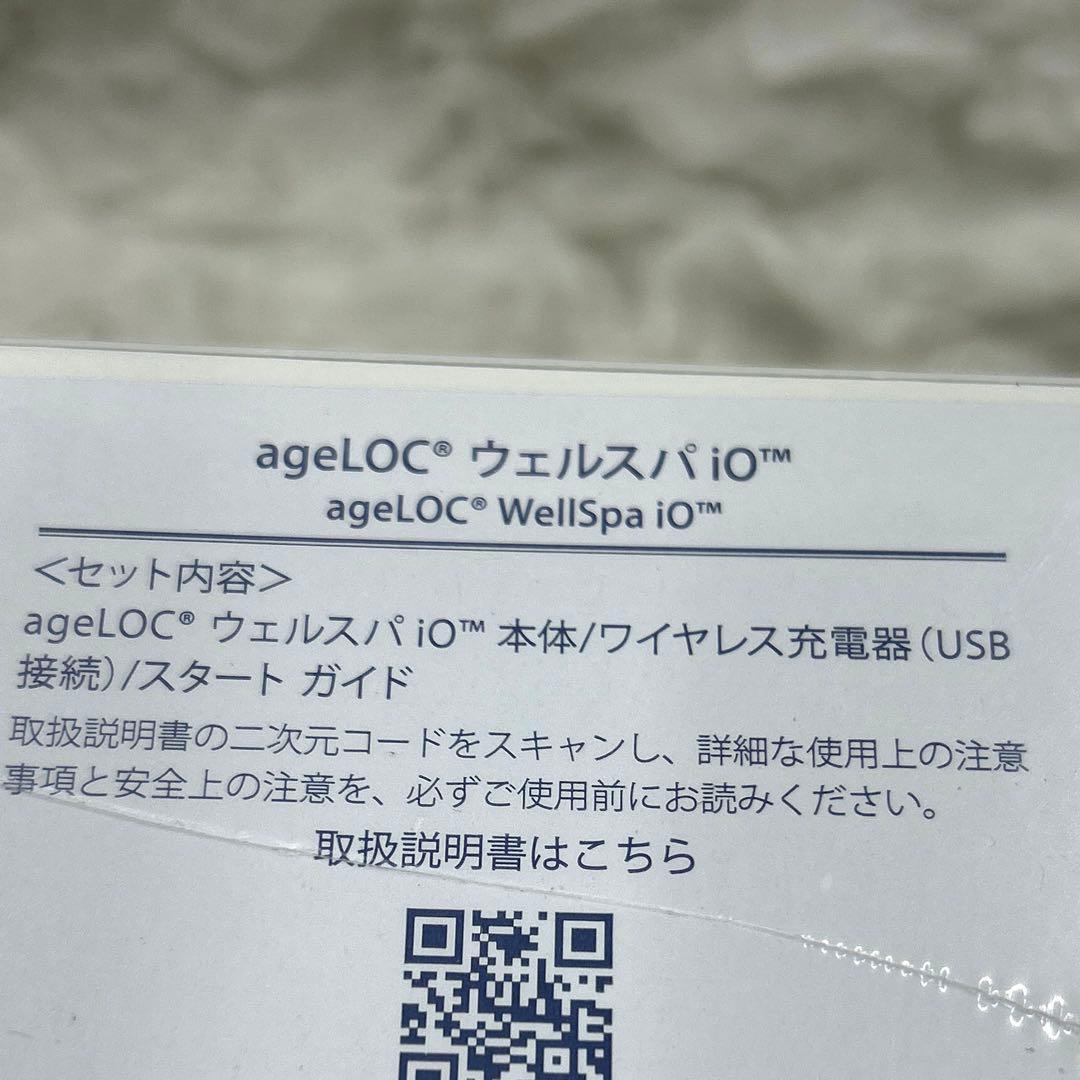 ageLOC® ウェルスパ iO™
ageLOC® WellSpa iO™
＜セット内容＞
ageLOC® ウェルスパ iO™ 本体/ワイヤレス充電器（USB
接続）/スタート ガイド
取扱説明書の二次元コードをスキャンし、詳細な使用上の注意
事項と安全上の注意を、必ずご使用前にお読みください。
取扱説明書はこちら